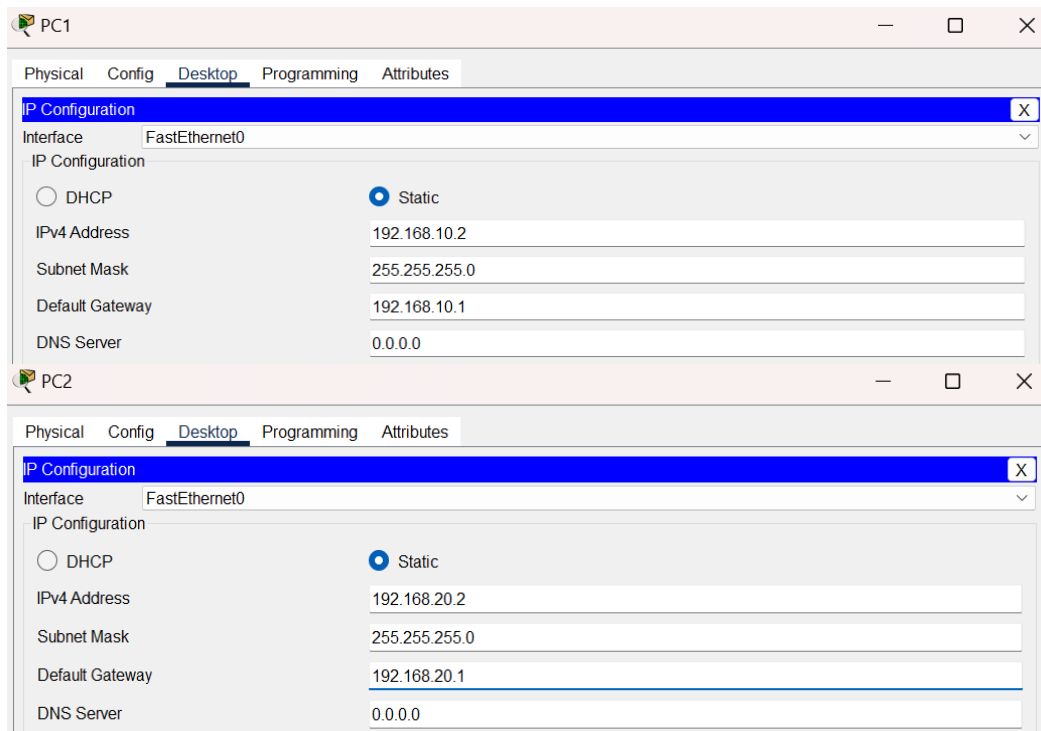 PC1
Physical Config Desktop Programming Attributes
IP Configuration X
Interface FastEthernet0
IP Configuration
DHCP Static
IPv4 Address 192.168.10.2
Subnet Mask 255.255.255.0
Default Gateway 192.168.10.1
DNS Server 0.0.0.0
PC2
Physical Config Desktop Programming Attributes
IP Configuration X
Interface FastEthernet0
IP Configuration
DHCP Static
IPv4 Address 192.168.20.2
Subnet Mask 255.255.255.0
Default Gateway 192.168.20.1
DNS Server 0.0.0.0